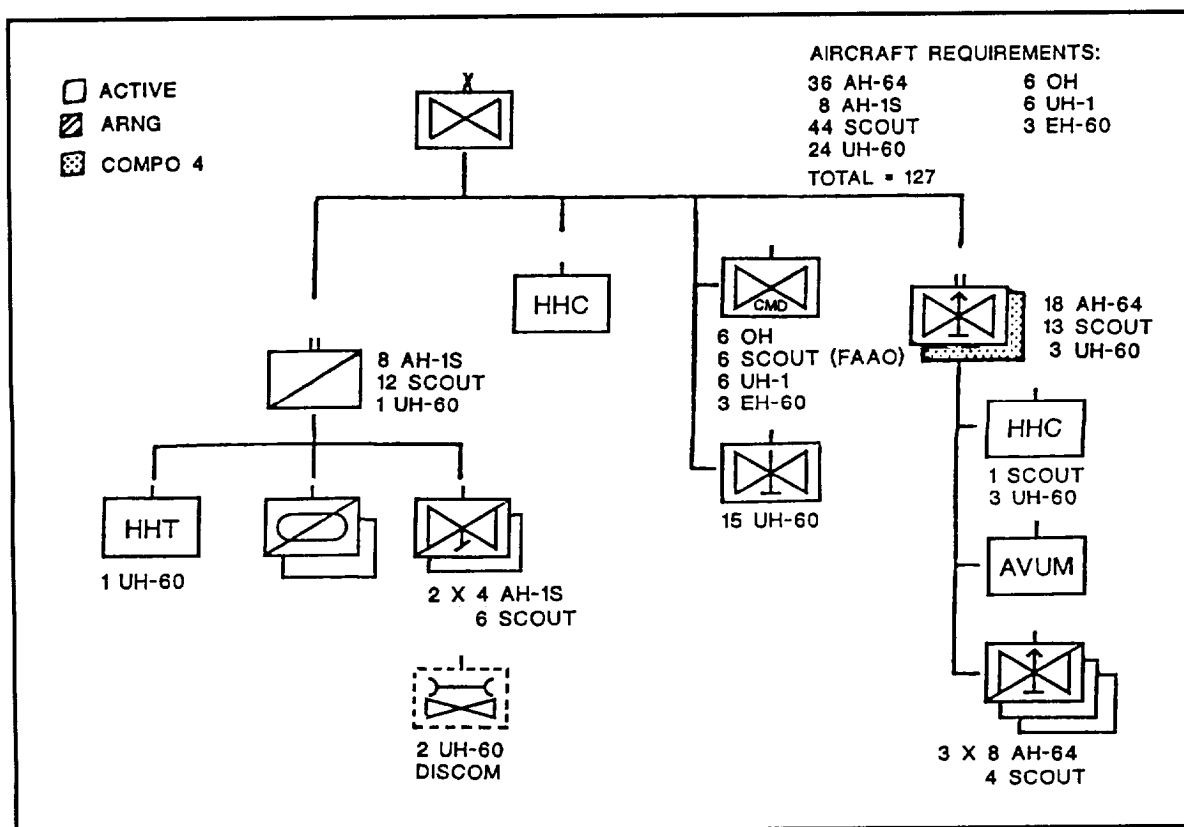 ACTIVE
ARNG
COMPO 4
AIRCRAFT REQUIREMENTS:
36 AH-64
8 AH-1S
44 SCOUT
24 UH-60
TOTAL = 127
6 OH
6 UH-1
3 EH-60
HHC
CMD
6 OH
6 SCOUT (FAAO)
6 UH-1
3 EH-60
18 AH-64
13 SCOUT
3 UH-60
8 AH-1S
12 SCOUT
1 UH-60
HHC
1 SCOUT
3 UH-60
15 UH-60
HHT
1 UH-60
2 X 4 AH-1S
6 SCOUT
AVUM
2 UH-60
DISCOM
3 X 8 AH-64
4 SCOUT